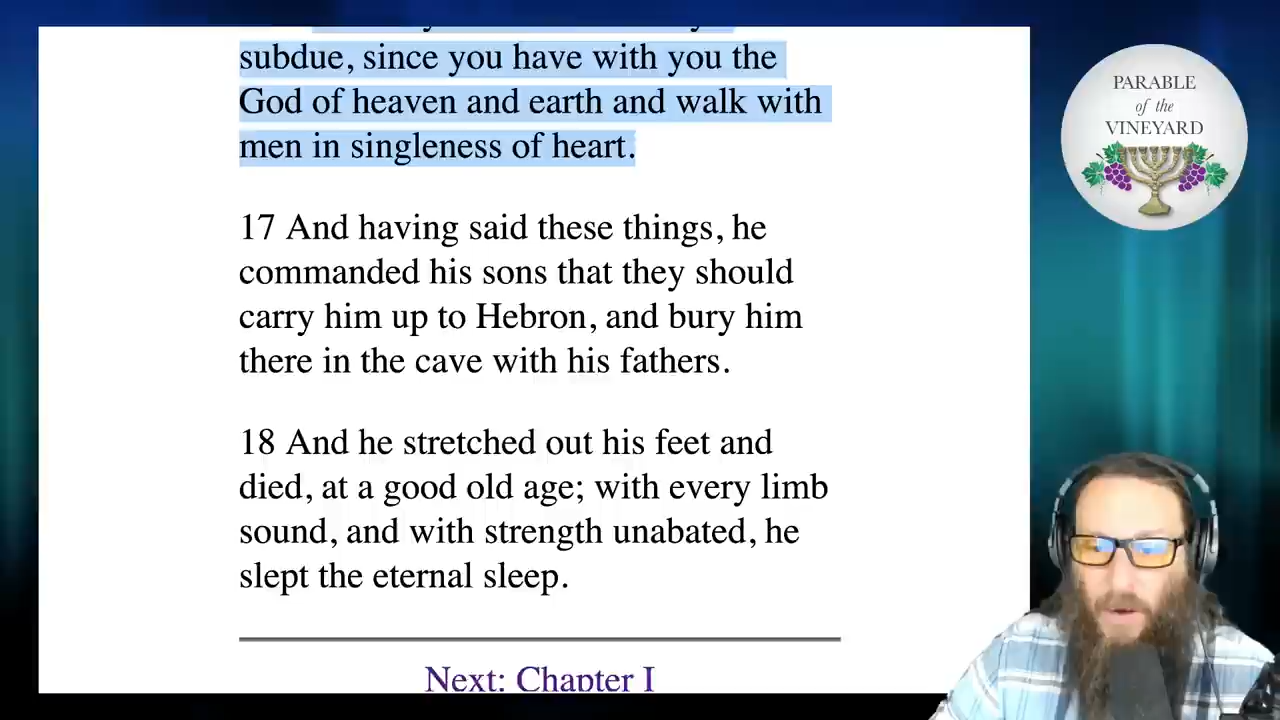 subdue, since you have with you the
God of heaven and earth and walk with
men in singleness of heart.
17 And having said these things, he
commanded his sons that they should
carry him up to Hebron, and bury him
there in the cave with his fathers.
18 And he stretched out his feet and
died, at a good old age; with every limb
sound, and with strength unabated, he
slept the eternal sleep.
Next: Chapter I
PARABLE
of the
VINEYARD